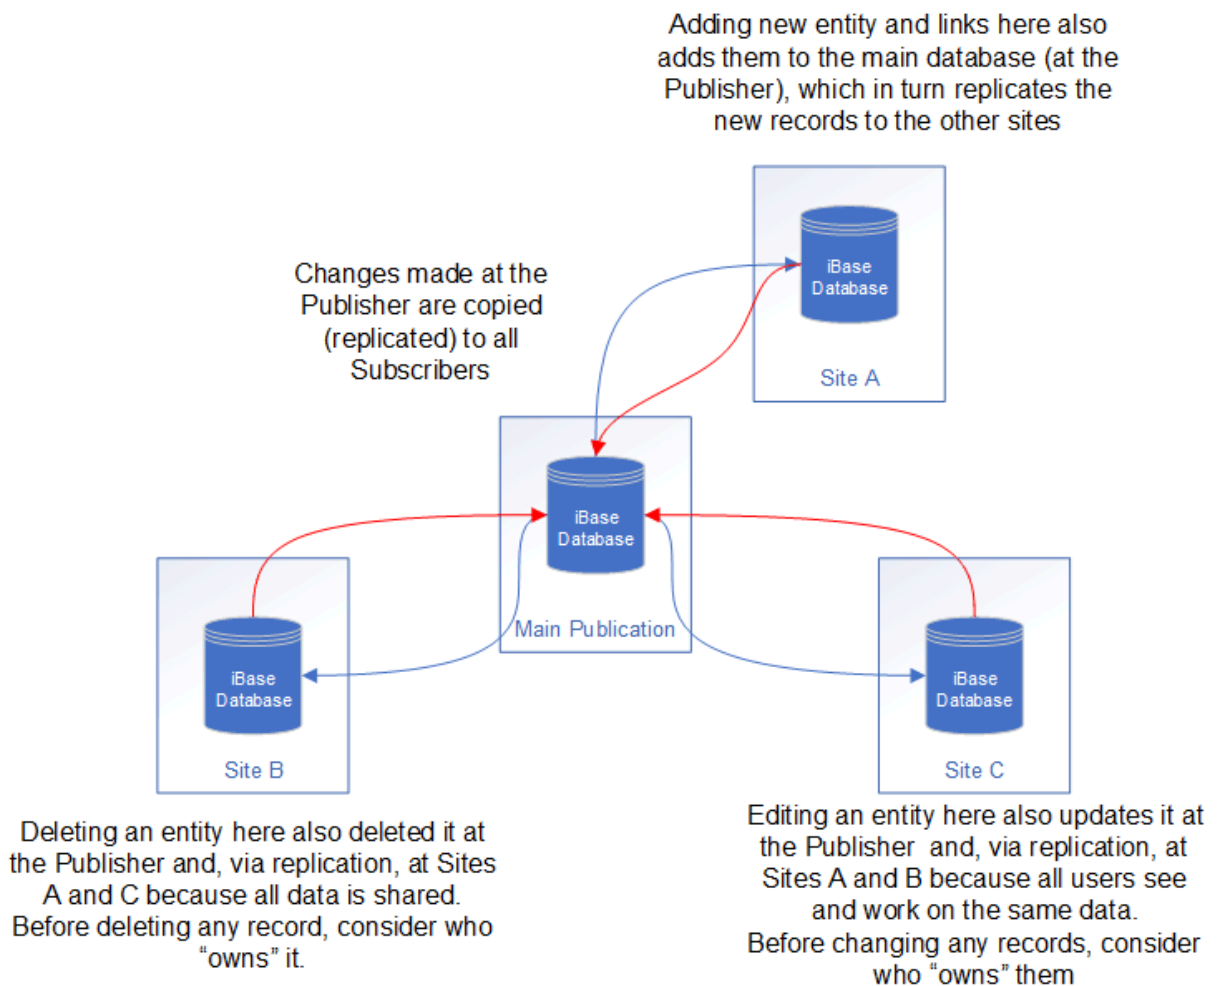 Adding new entity and links here also
adds them to the main database (at the
Publisher), which in turn replicates the
new records to the other sites
iBase
Database
Site A
Changes made at the
Publisher are copied
(replicated) to all
Subscribers
iBase
Database
Main Publication
iBase
Database
Site B
iBase
Database
Site C
Deleting an entity here also deleted it at
the Publisher and, via replication, at Sites
A and C because all data is shared.
Before deleting any record, consider who
“owns” it.
Editing an entity here also updates it at
the Publisher and, via replication, at
Sites A and B because all users see
and work on the same data.
Before changing any records, consider
who “owns” them